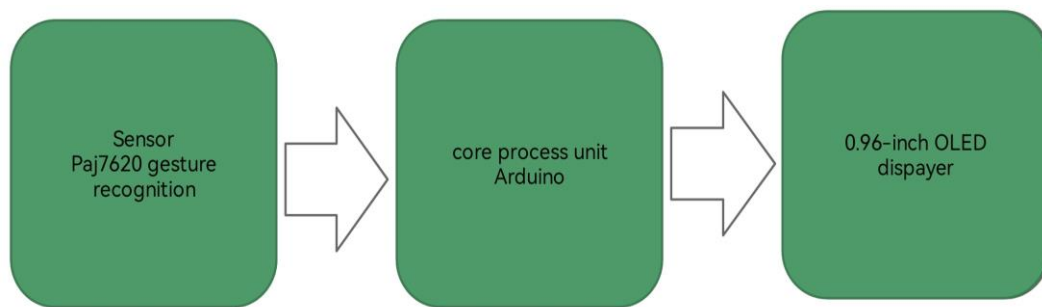 Sensor
Paj7620 gesture
recognition
core process unit
Arduino
0.96-inch OLED
dispayer